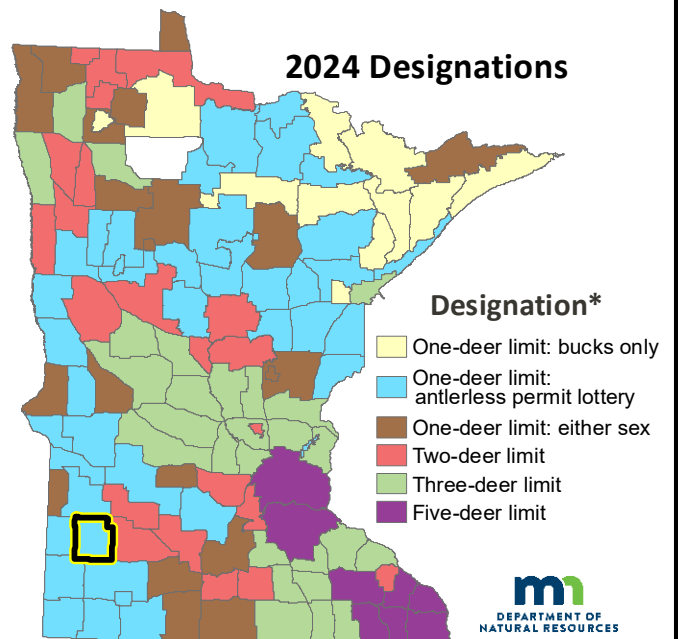 2024 Designations
Designation*
One-deer limit: bucks only
One-deer limit:
antlerless permit lottery
One-deer limit: either sex
Two-deer limit
Three-deer limit
Five-deer limit
mn
DEPARTMENT OF
NATURAL RESOURCES